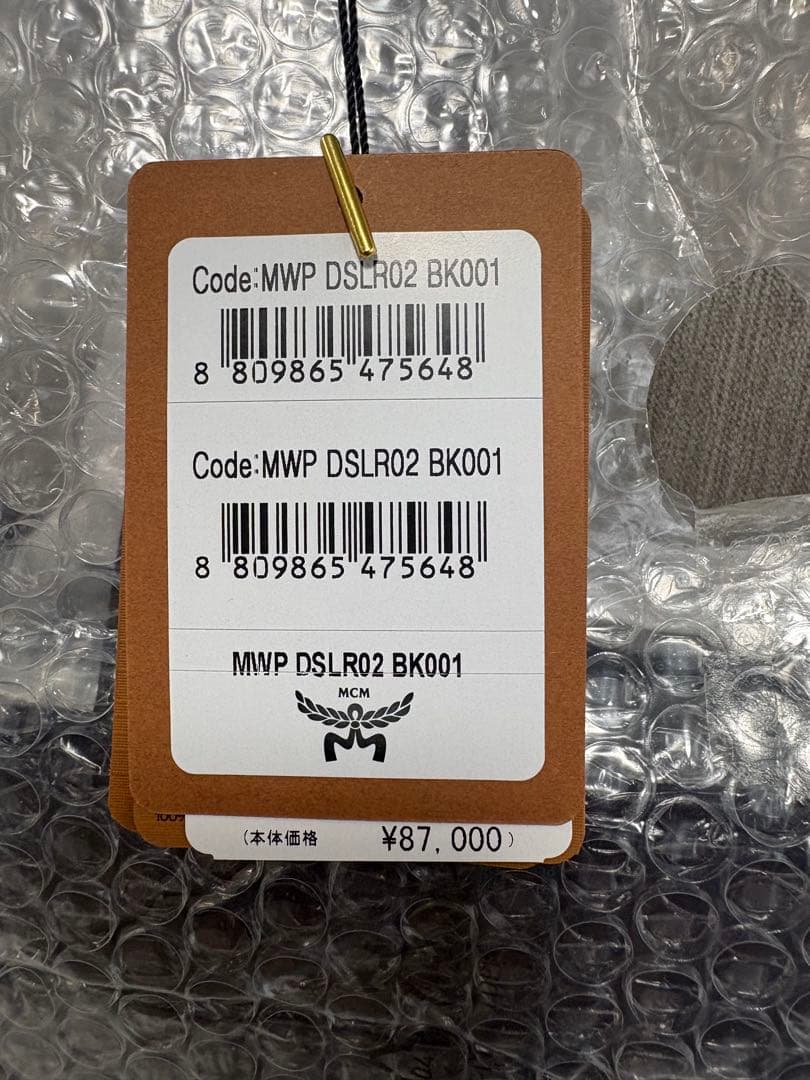 Code:MWP DSLR02 BK001
8 809865 475648
Code:MWP DSLR02 BK001
8 809865 475648
MWP DSLR02 BK001
MCM
100%
(本体価格 ¥87,000)